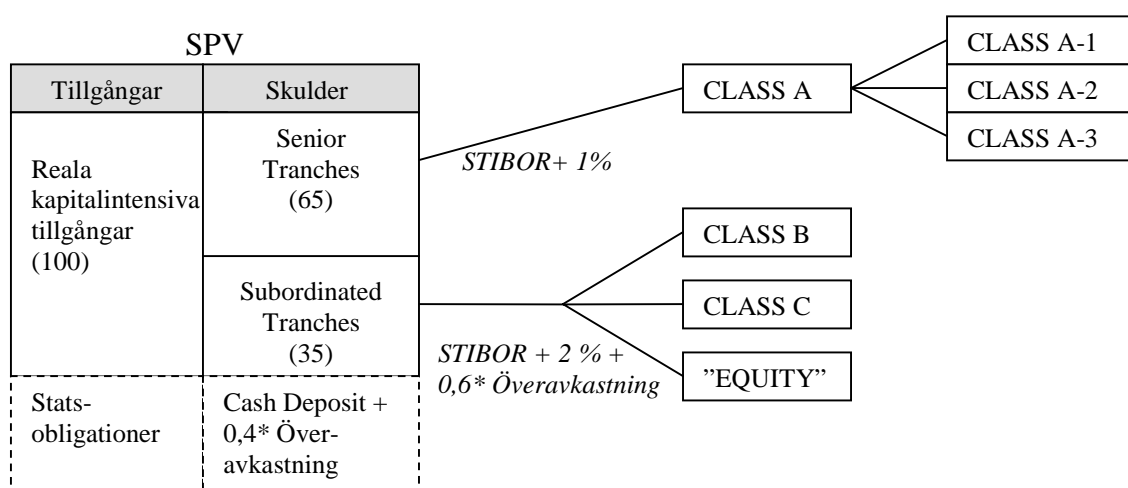 SPV
Tillgångar
Skulder
Reala
kapitalintensiva
tillgångar
(100)
Senior
Tranches
(65)
Subordinated
Tranches
(35)
Stats-
obligationer
Cash Deposit +
0,4* Över-
avkastning
STIBOR+ 1%
STIBOR + 2 % +
0,6* Överavkastning
CLASS A
CLASS A-1
CLASS A-2
CLASS A-3
CLASS B
CLASS C
”EQUITY”